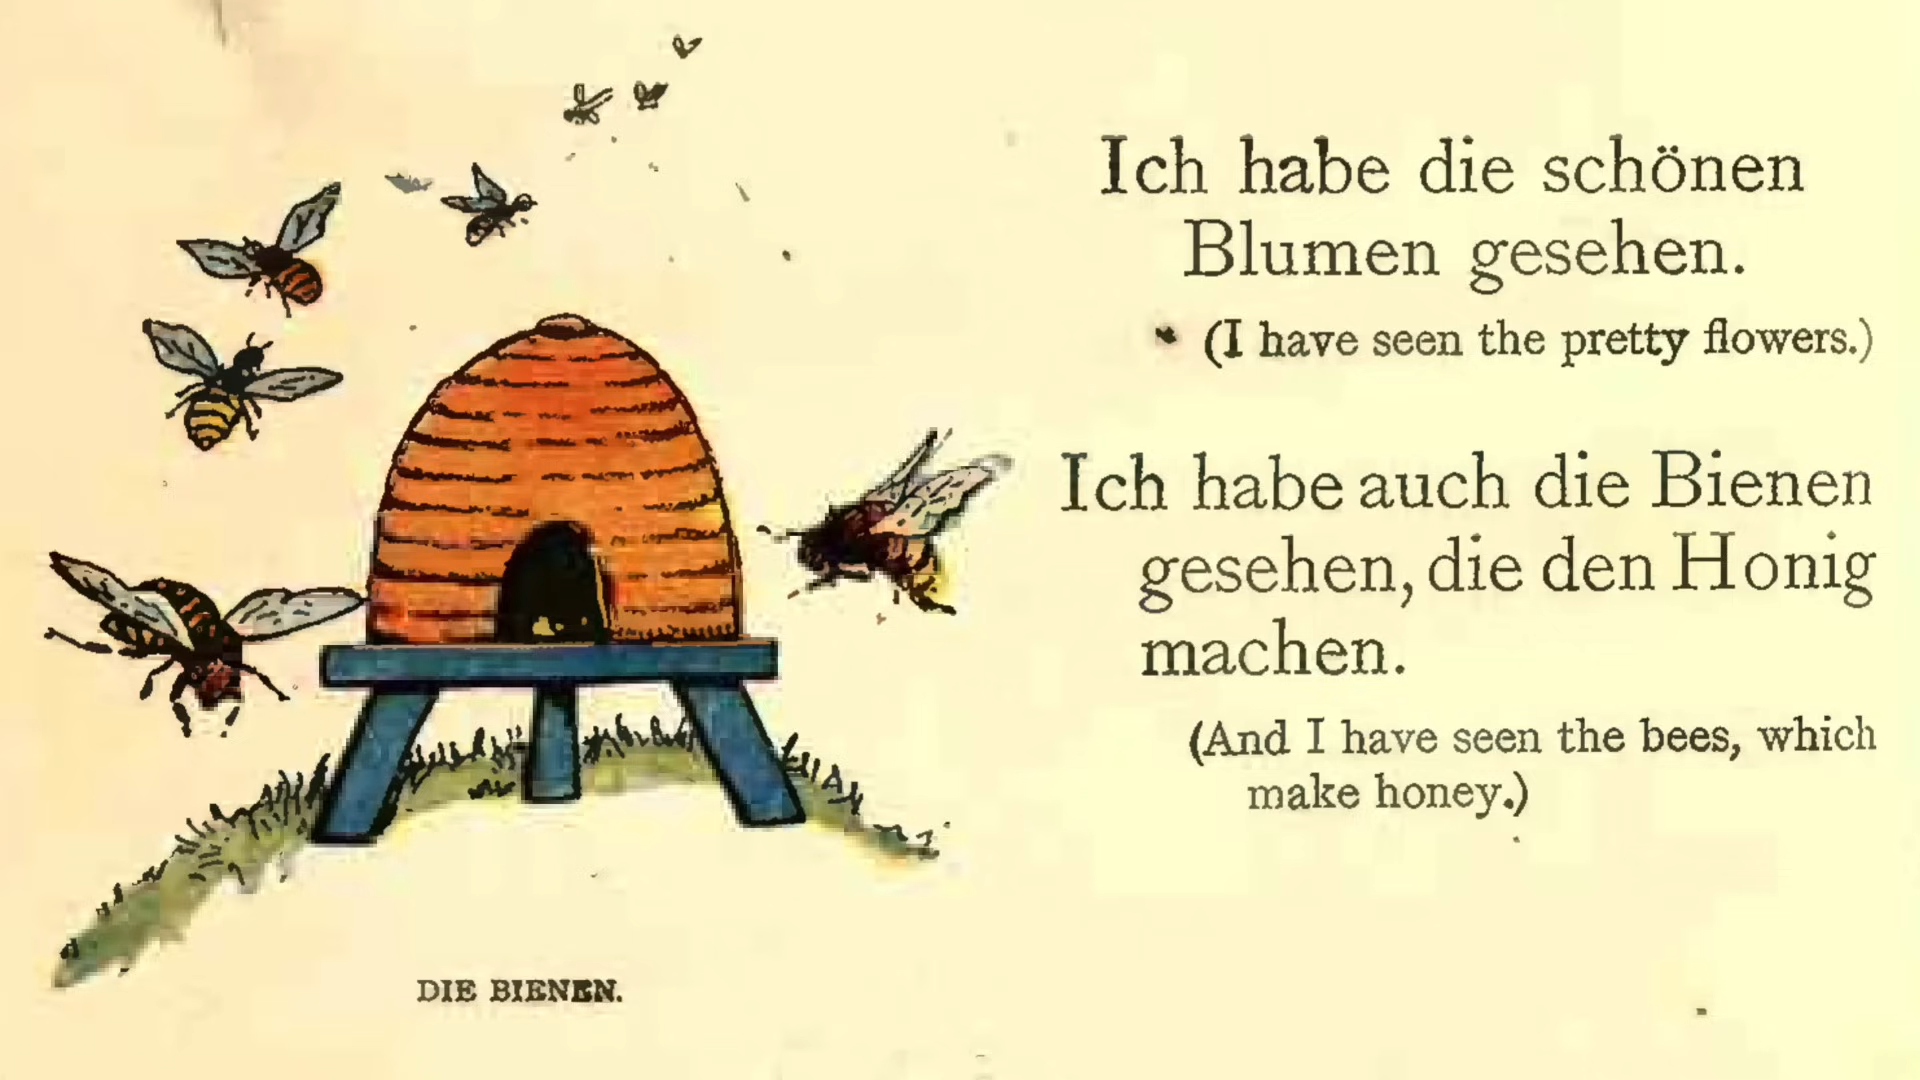 Ich habe die schönen
Blumen gesehen.
(I have seen the pretty flowers.)
Ich habe auch die Bienen
gesehen, die den Honig
machen.
(And I have seen the bees, which
make honey.)
DIE BIENEN.